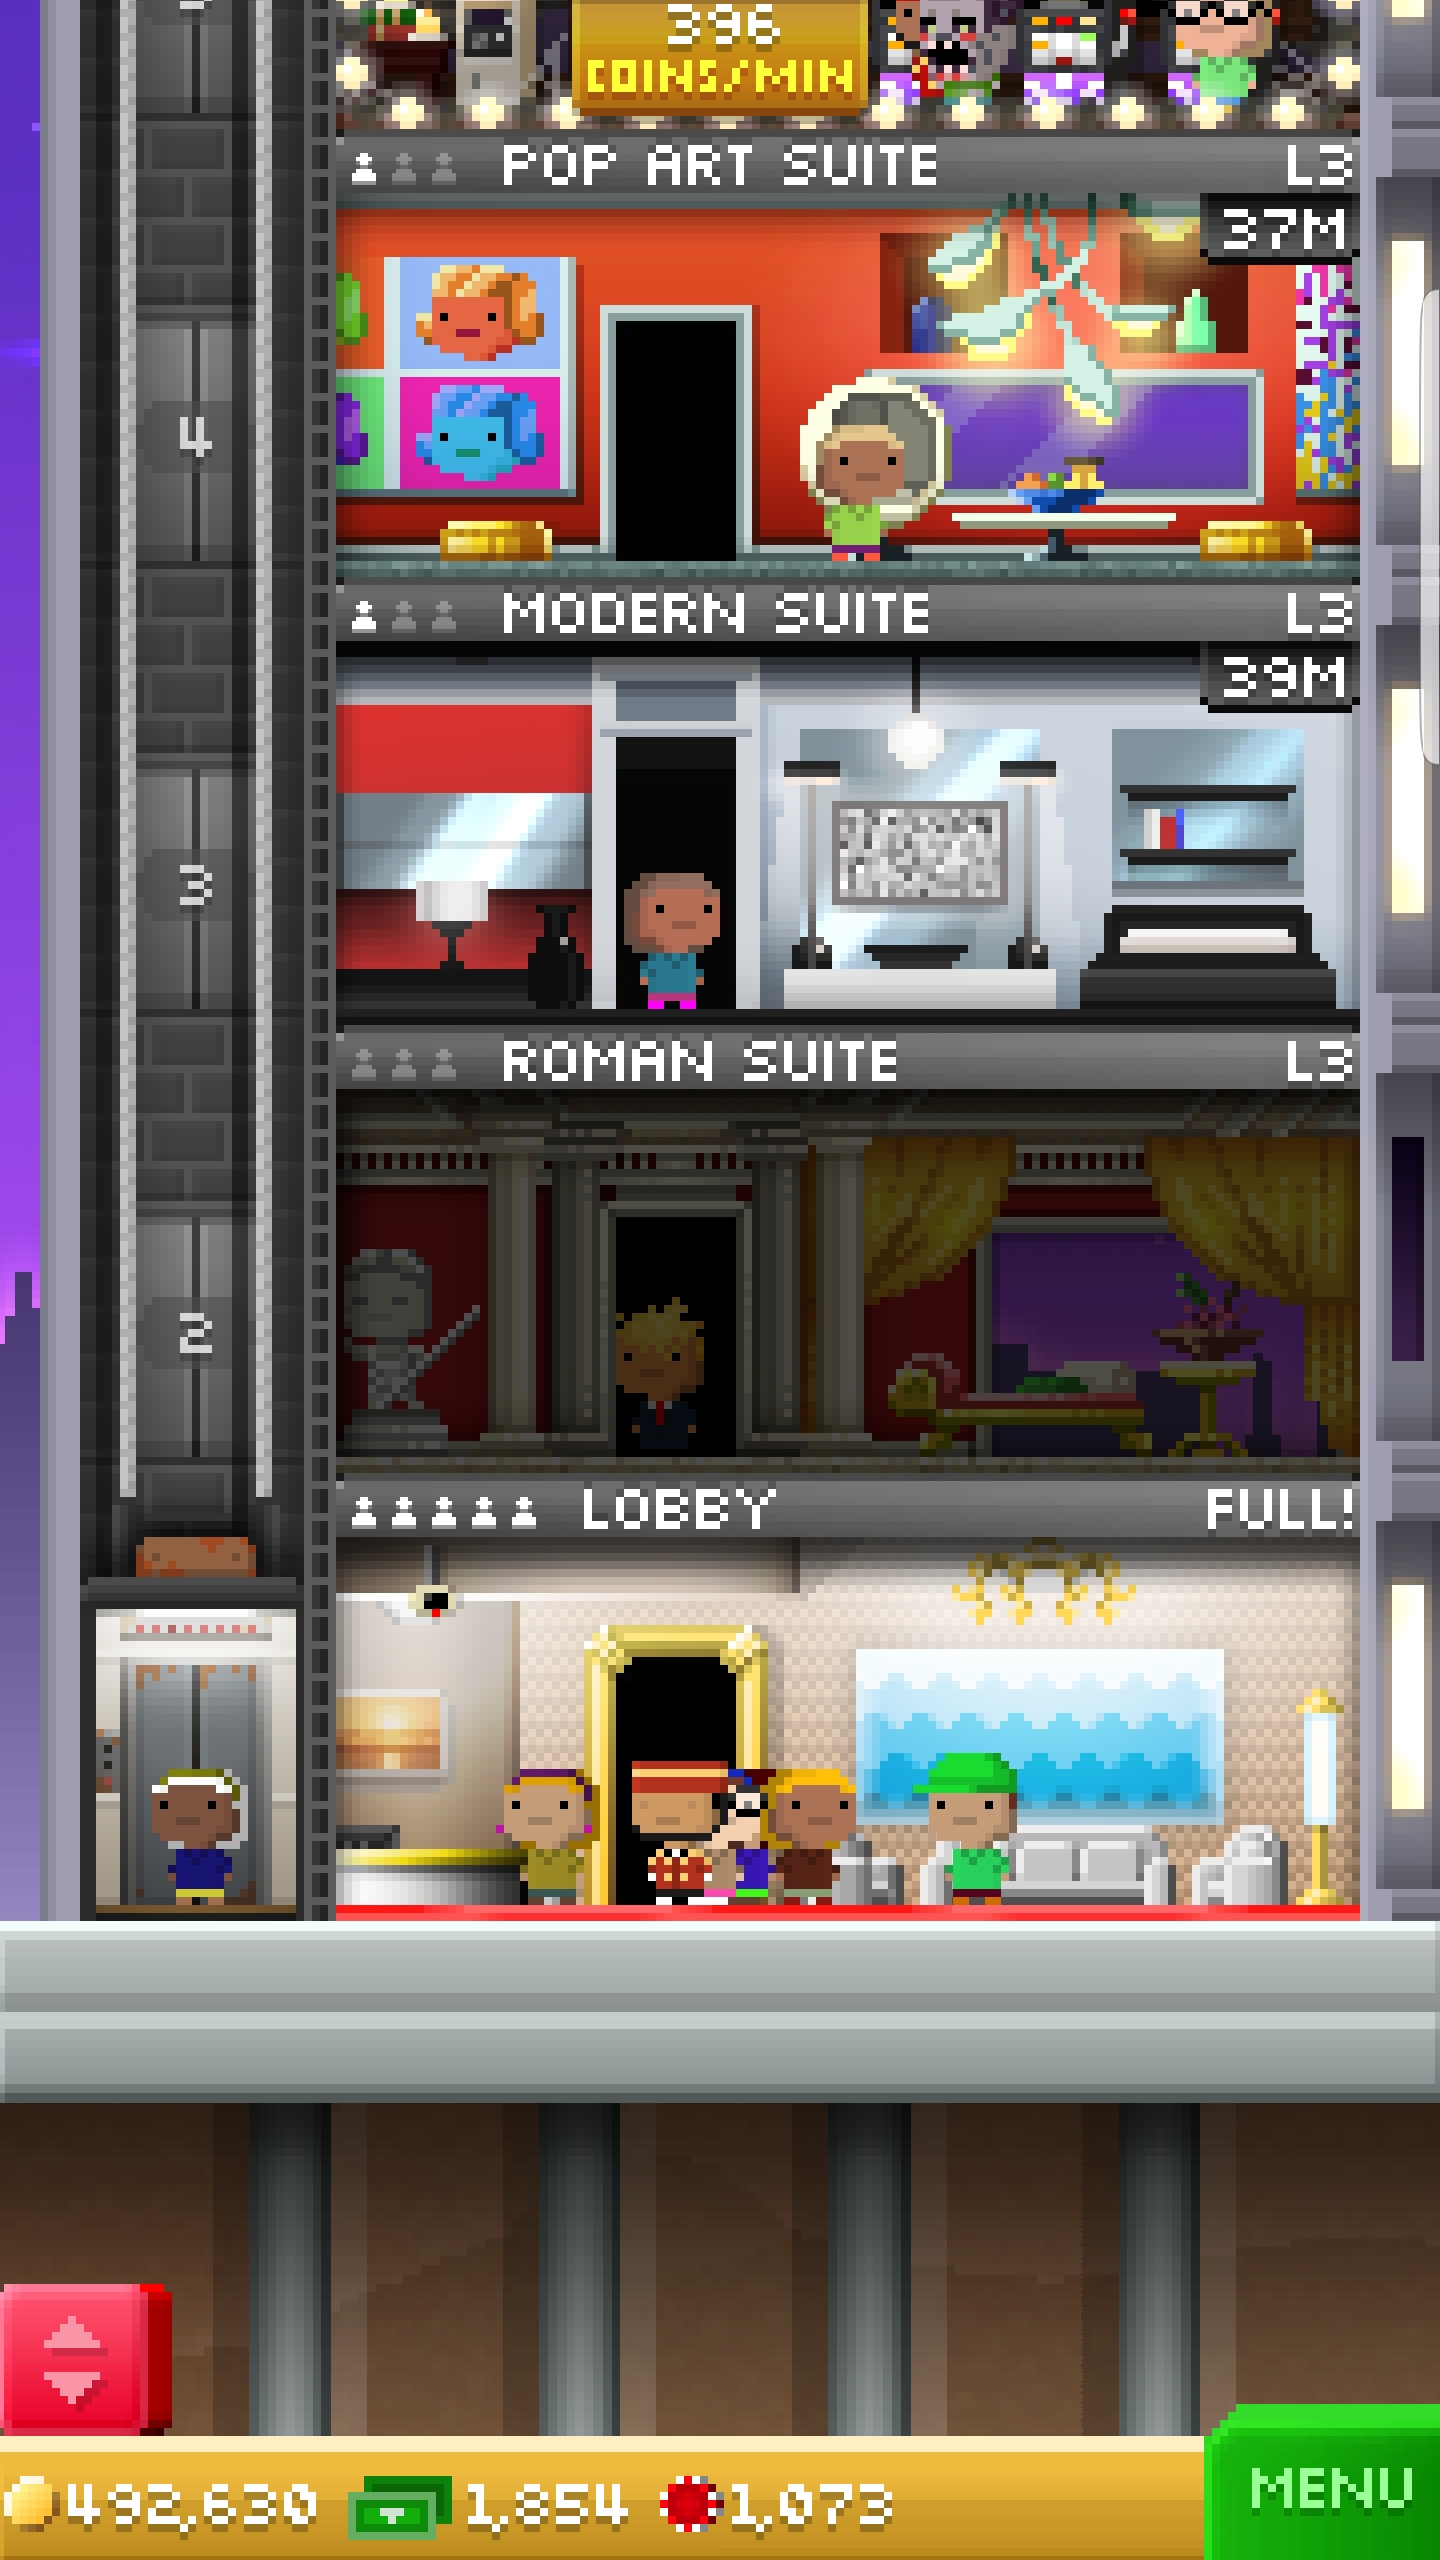 396
COINS/MIN
POP ART SUITE L3
37M
4
MODERN SUITE L3
39M
3
ROMAN SUITE L3
2
LOBBY FULL!
492,630 1,854 1,073
MENU